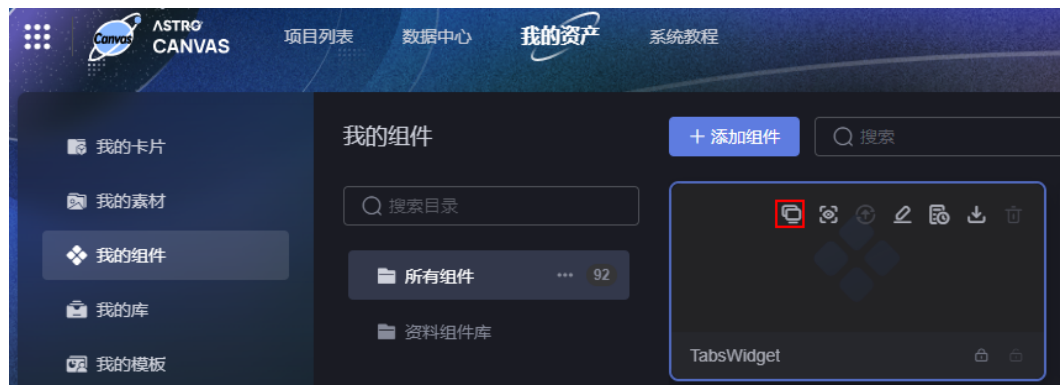 Canvas
ASTRO
CANVAS
项目列表 数据中心 我的资产 系统教程
我的卡片
我的素材
我的组件
我的库
我的模板
我的组件
搜索目录
所有组件 ... 92
资料组件库
+ 添加组件
搜索
TabsWidget